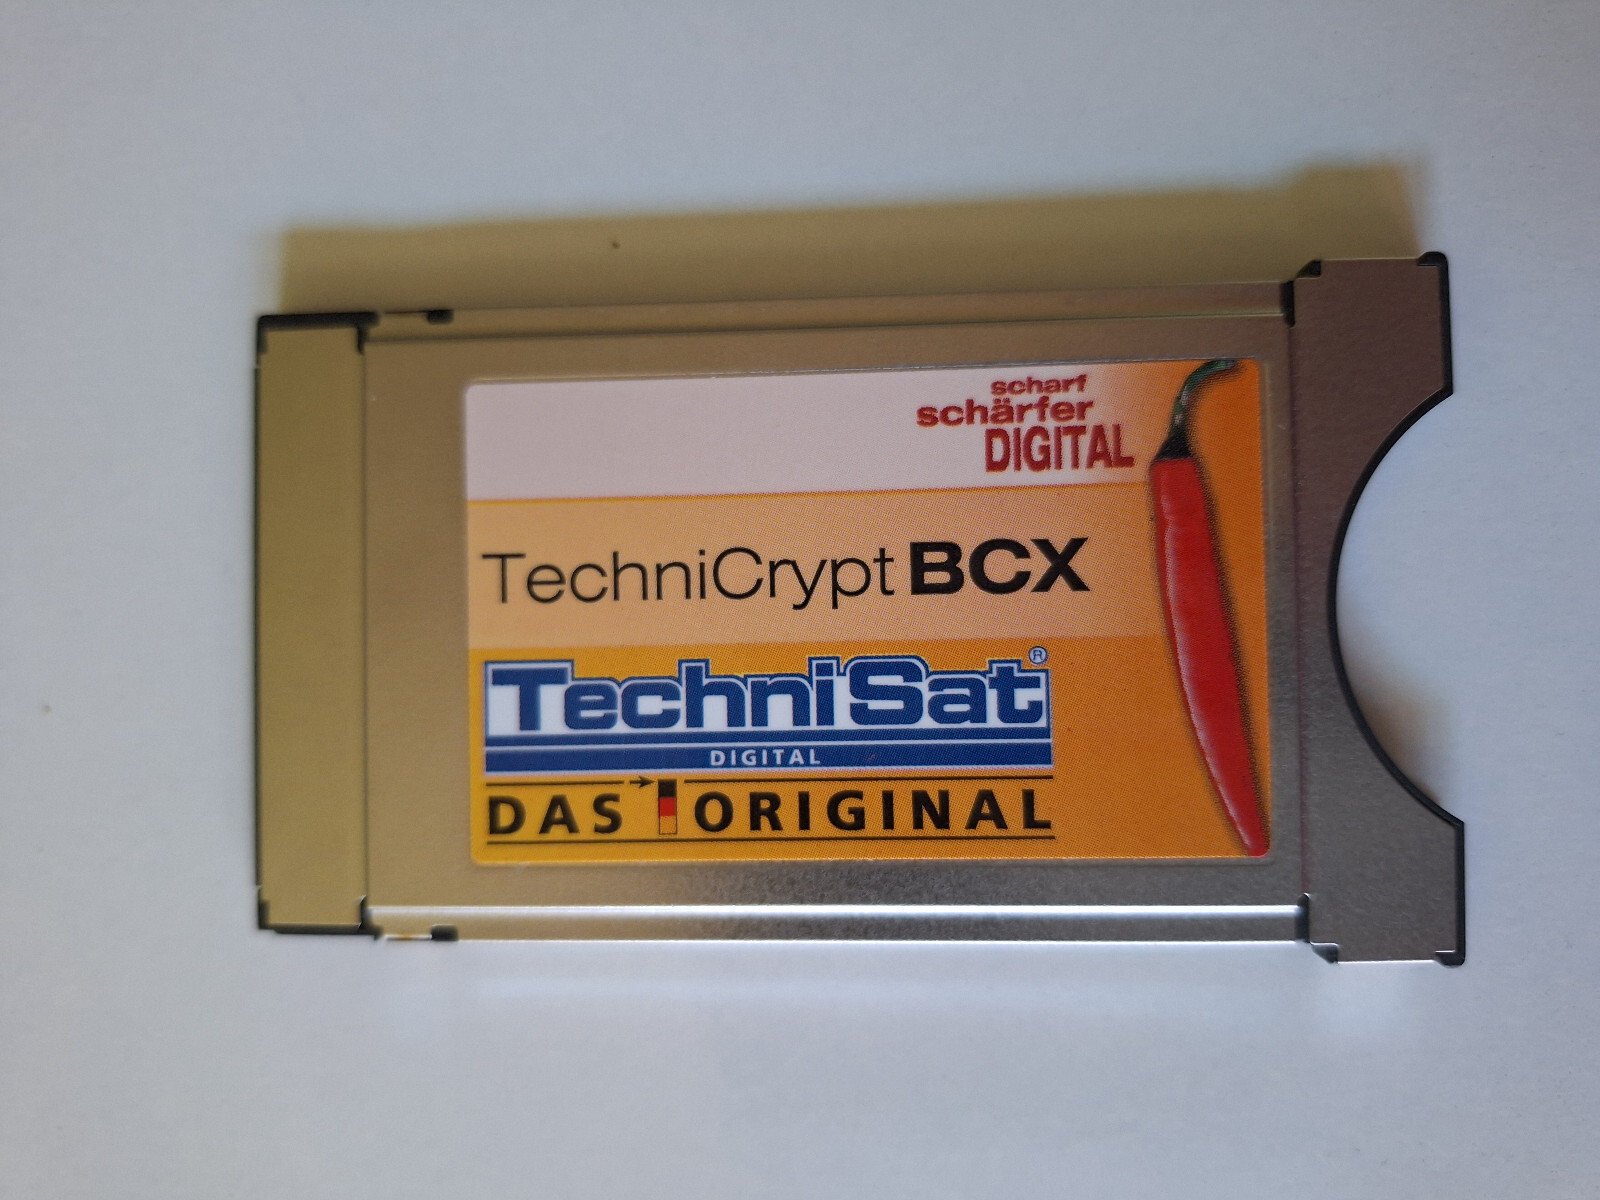 scharf
schärfer
DIGITAL
TechniCrypt BCX
TechniSat®
DIGITAL
DAS ORIGINAL